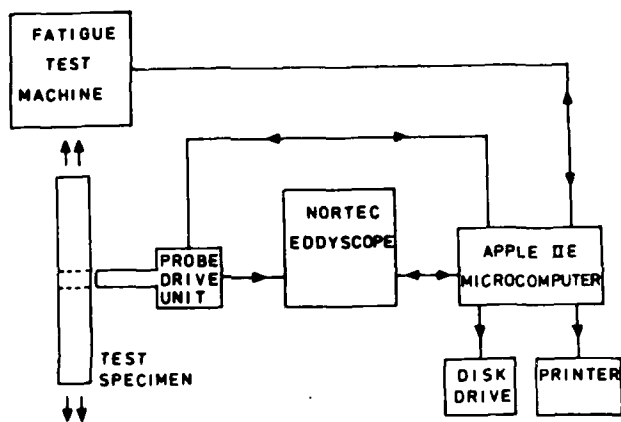 FATIGUE
TEST
MACHINE
NORTEC
EDDYSCOPE
PROBE
DRIVE
UNIT
APPLE IIE
MICROCOMPUTER
TEST
SPECIMEN
DISK
DRIVE
PRINTER